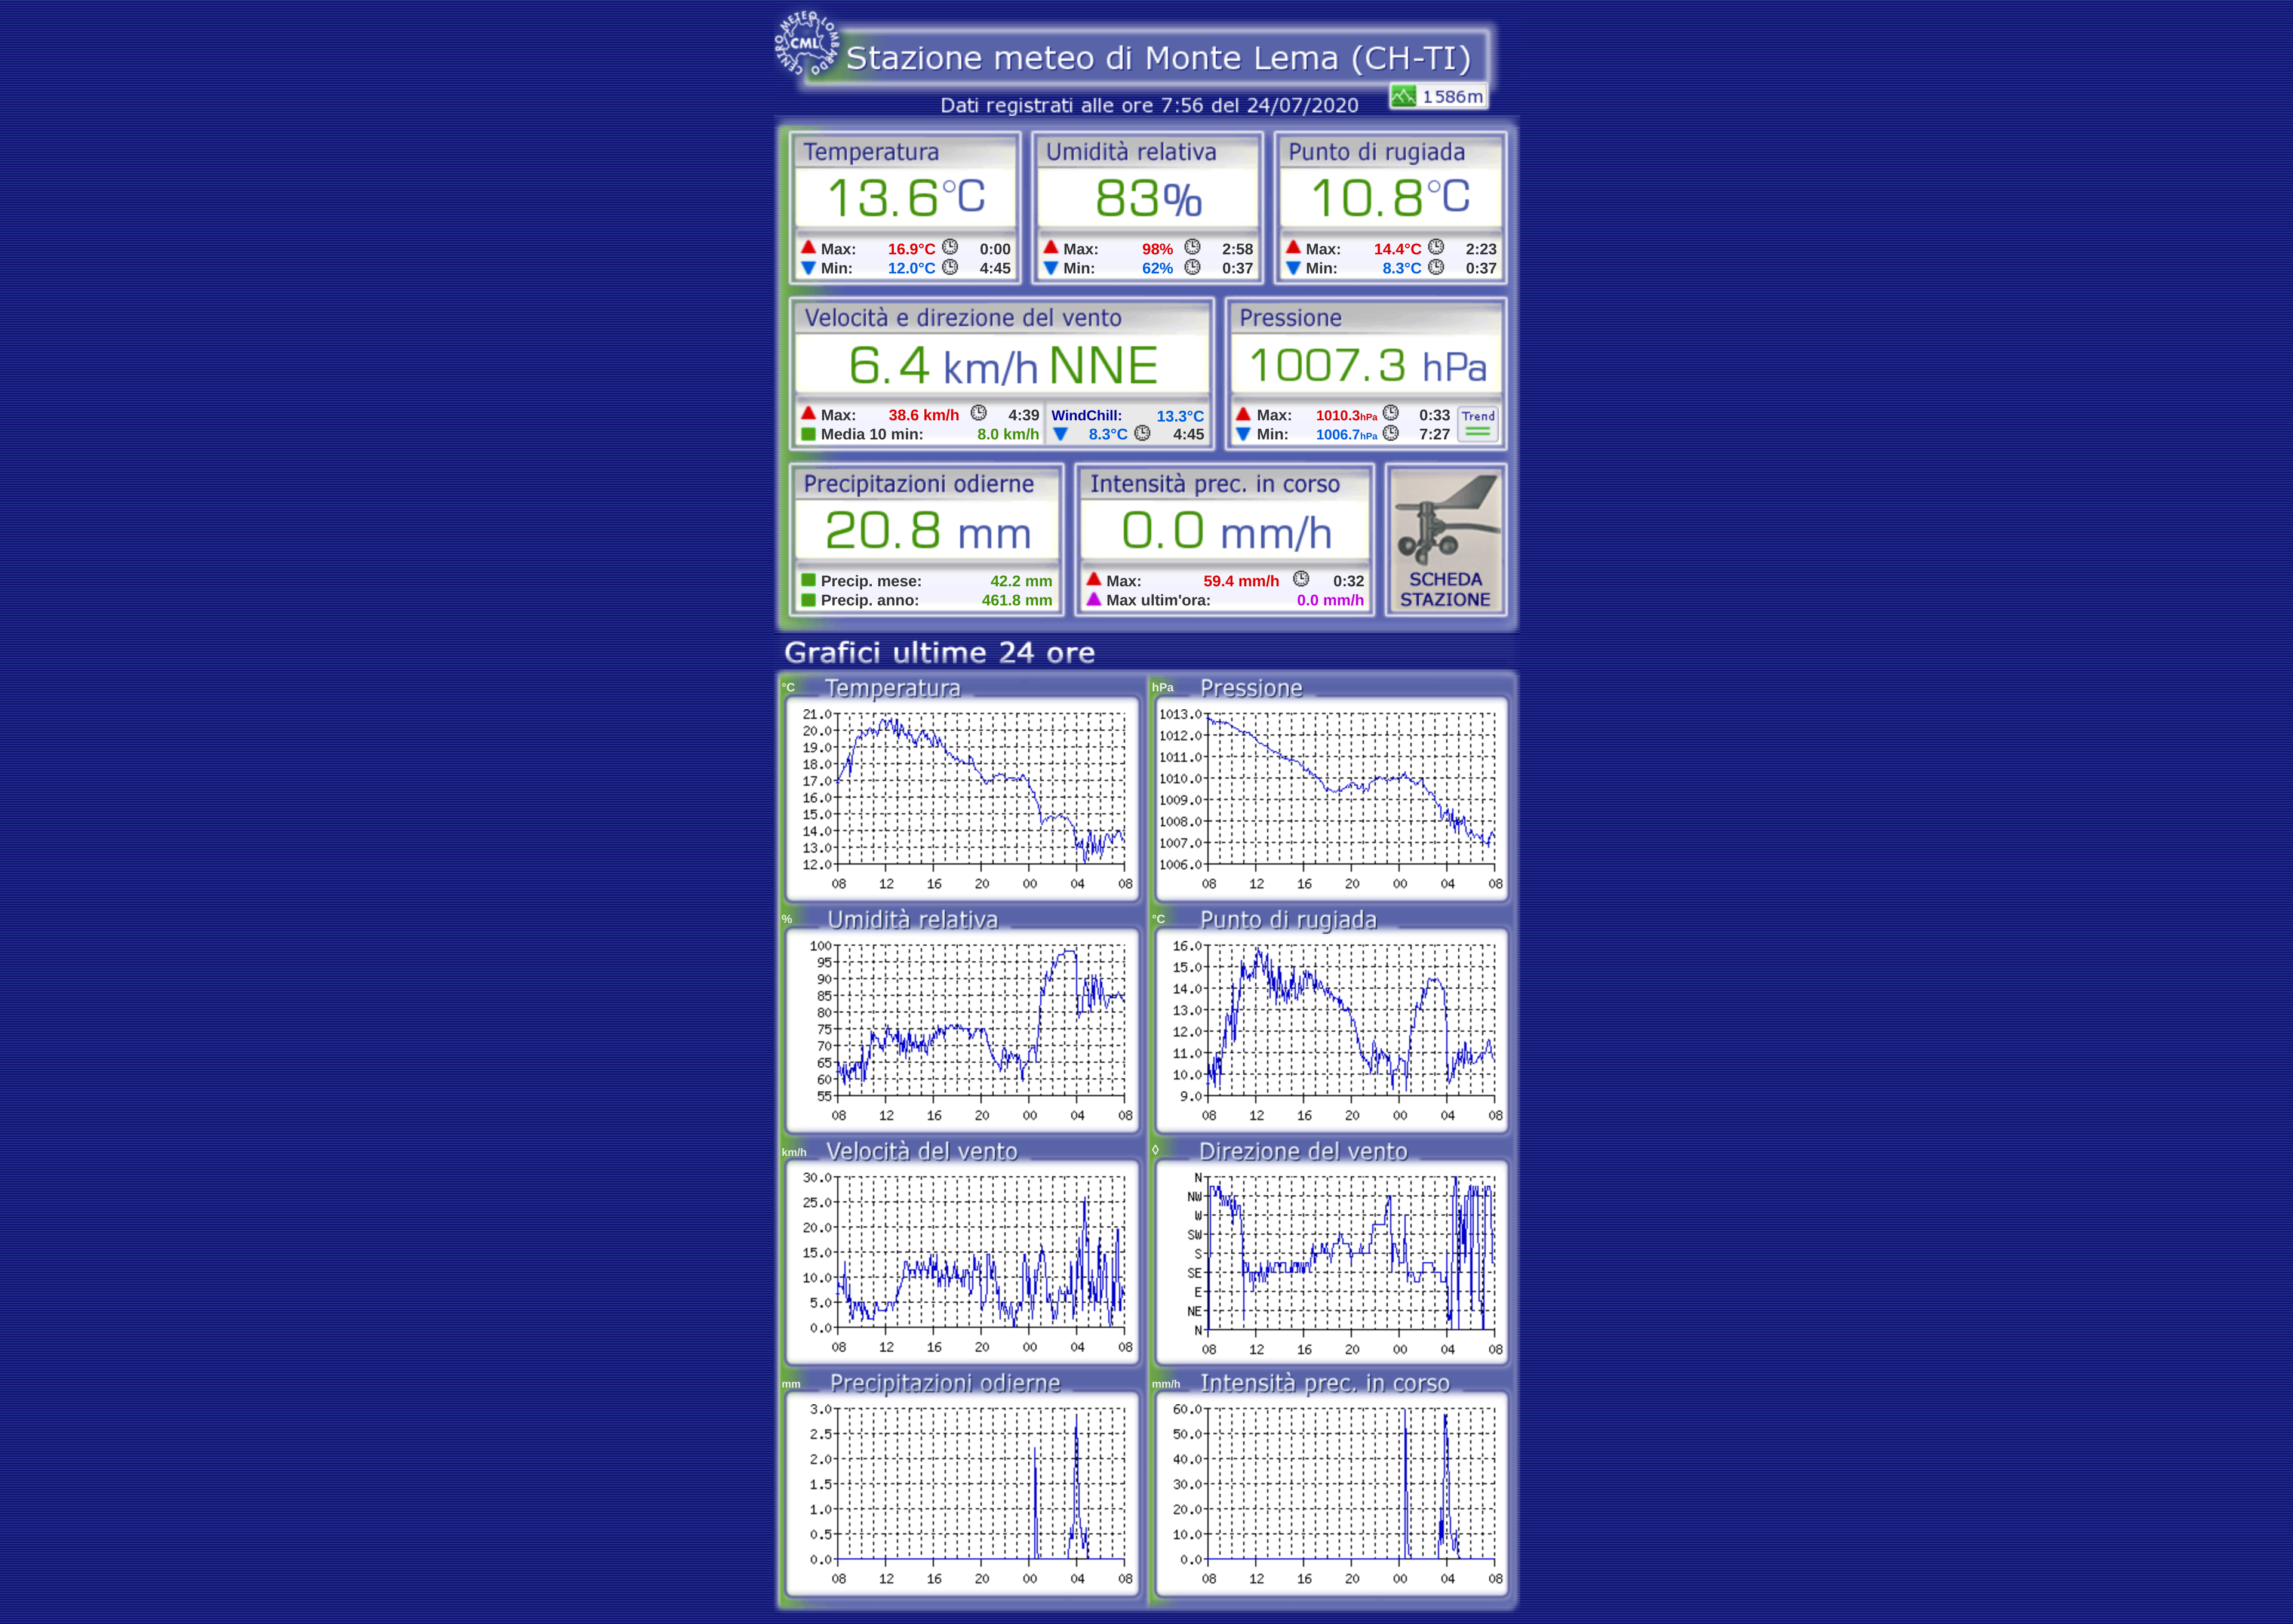 CENTRO METEO LOMBARDO
CML
Stazione meteo di Monte Lema (CH-TI)
Dati registrati alle ore 7:56 del 24/07/2020
1586m
Temperatura
13.6°C
Max: 16.9°C 0:00
Min: 12.0°C 4:45
Umidità relativa
83%
Max: 98% 2:58
Min: 62% 0:37
Punto di rugiada
10.8°C
Max: 14.4°C 2:23
Min: 8.3°C 0:37
Velocità e direzione del vento
6.4 km/h NNE
Max: 38.6 km/h 4:39
Media 10 min: 8.0 km/h
WindChill: 13.3°C
8.3°C 4:45
Pressione
1007.3 hPa
Max: 1010.3hPa 0:33
Min: 1006.7hPa 7:27
Trend
Precipitazioni odierne
20.8 mm
Precip. mese: 42.2 mm
Precip. anno: 461.8 mm
Intensità prec. in corso
0.0 mm/h
Max: 59.4 mm/h 0:32
Max ultim'ora: 0.0 mm/h
SCHEDA
STAZIONE
Grafici ultime 24 ore
°C Temperatura
21.0
20.0
19.0
18.0
17.0
16.0
15.0
14.0
13.0
12.0
08 12 16 20 00 04 08
hPa Pressione
1013.0
1012.0
1011.0
1010.0
1009.0
1008.0
1007.0
1006.0
08 12 16 20 00 04 08
% Umidità relativa
100
95
90
85
80
75
70
65
60
55
08 12 16 20 00 04 08
°C Punto di rugiada
16.0
15.0
14.0
13.0
12.0
11.0
10.0
9.0
08 12 16 20 00 04 08
km/h Velocità del vento
30.0
25.0
20.0
15.0
10.0
5.0
0.0
08 12 16 20 00 04 08
◊ Direzione del vento
N
NW
W
SW
S
SE
E
NE
N
08 12 16 20 00 04 08
mm Precipitazioni odierne
3.0
2.5
2.0
1.5
1.0
0.5
0.0
08 12 16 20 00 04 08
mm/h Intensità prec. in corso
60.0
50.0
40.0
30.0
20.0
10.0
0.0
08 12 16 20 00 04 08